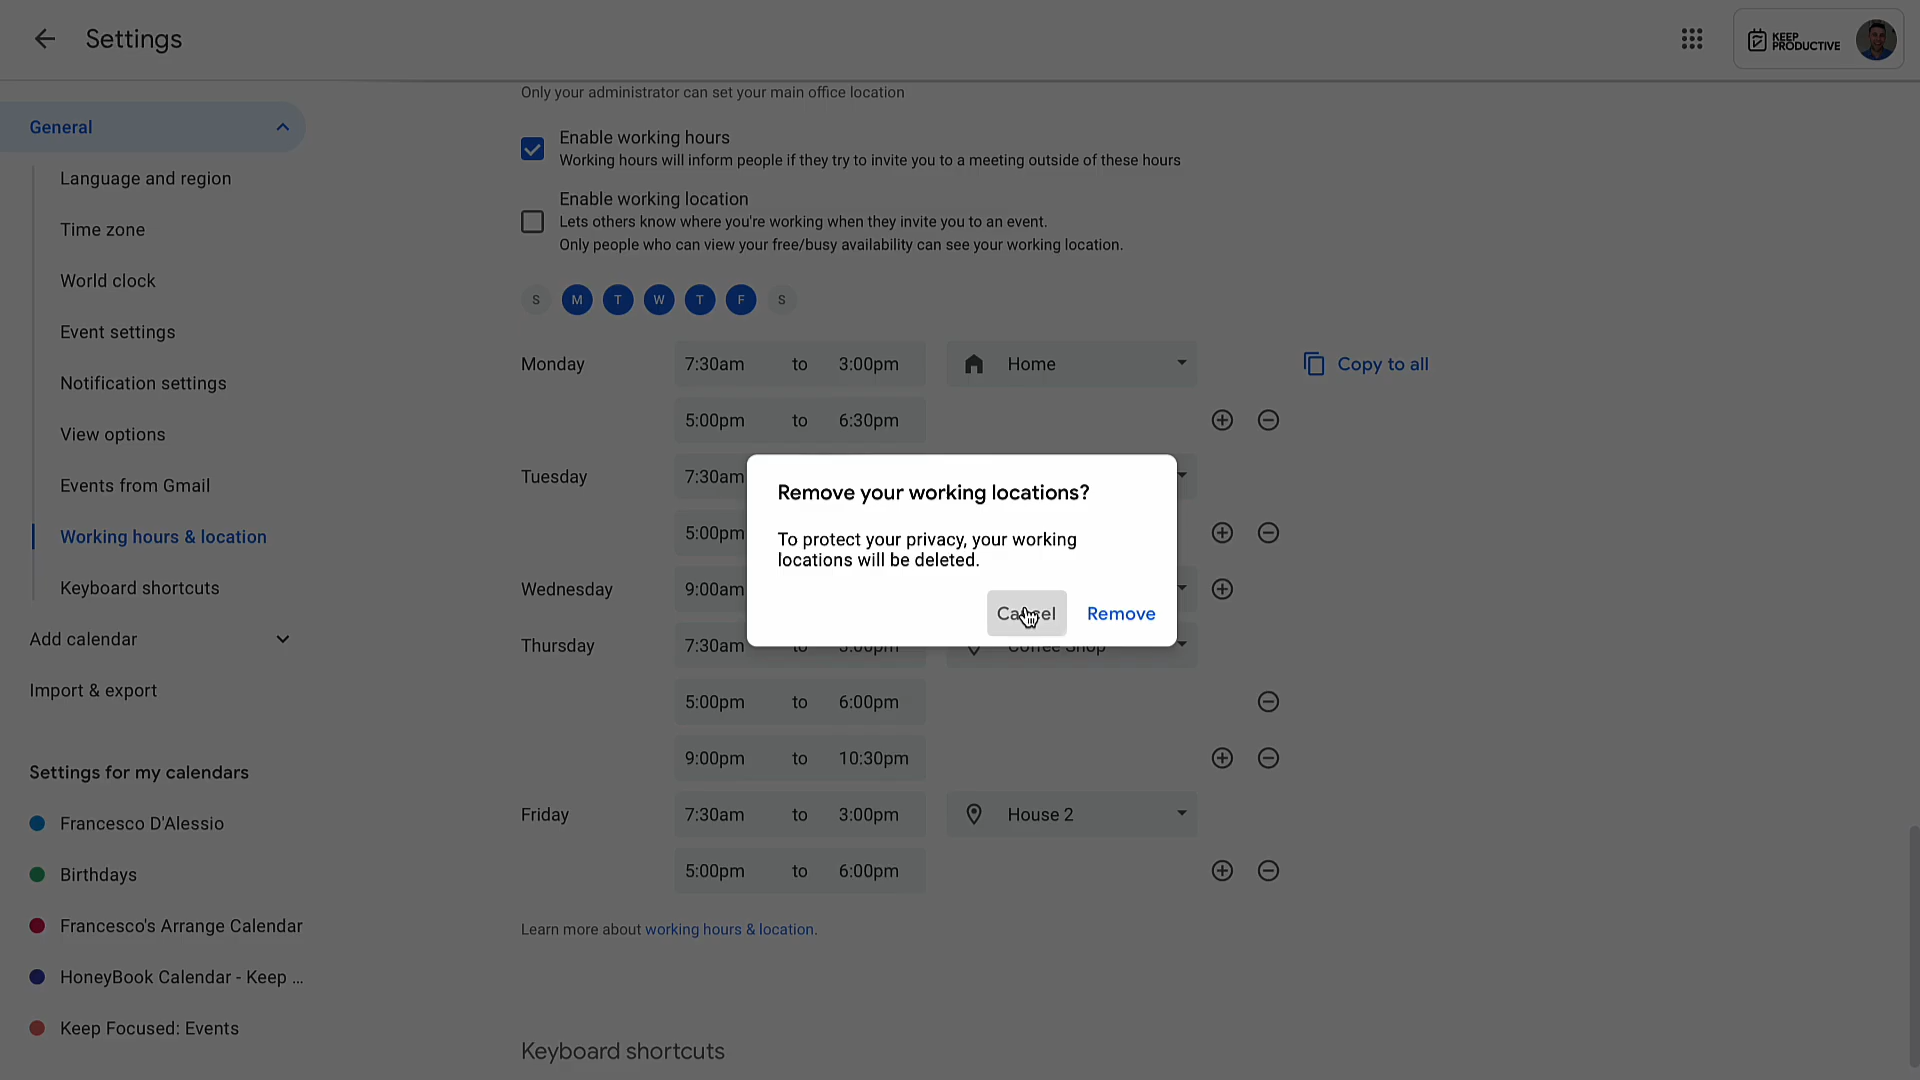 Settings
KEEP
PRODUCTIVE
General
Language and region
Time zone
World clock
Event settings
Notification settings
View options
Events from Gmail
Working hours & location
Keyboard shortcuts
Add calendar
Import & export
Settings for my calendars
Francesco D'Alessio
Birthdays
Francesco's Arrange Calendar
HoneyBook Calendar - Keep ...
Keep Focused: Events
Only your administrator can set your main office location
Enable working hours
Working hours will inform people if they try to invite you to a meeting outside of these hours
Enable working location
Lets others know where you're working when they invite you to an event.
Only people who can view your free/busy availability can see your working location.
S M T W T F S
Monday 7:30am to 3:00pm Home Copy to all
5:00pm to 6:30pm
Tuesday 7:30am
5:00pm
Wednesday 9:00am
Thursday 7:30am to 3:00pm Coffee Shop
5:00pm to 6:00pm
9:00pm to 10:30pm
Friday 7:30am to 3:00pm House 2
5:00pm to 6:00pm
Learn more about working hours & location.
Keyboard shortcuts
Remove your working locations?
To protect your privacy, your working
locations will be deleted.
Cancel Remove